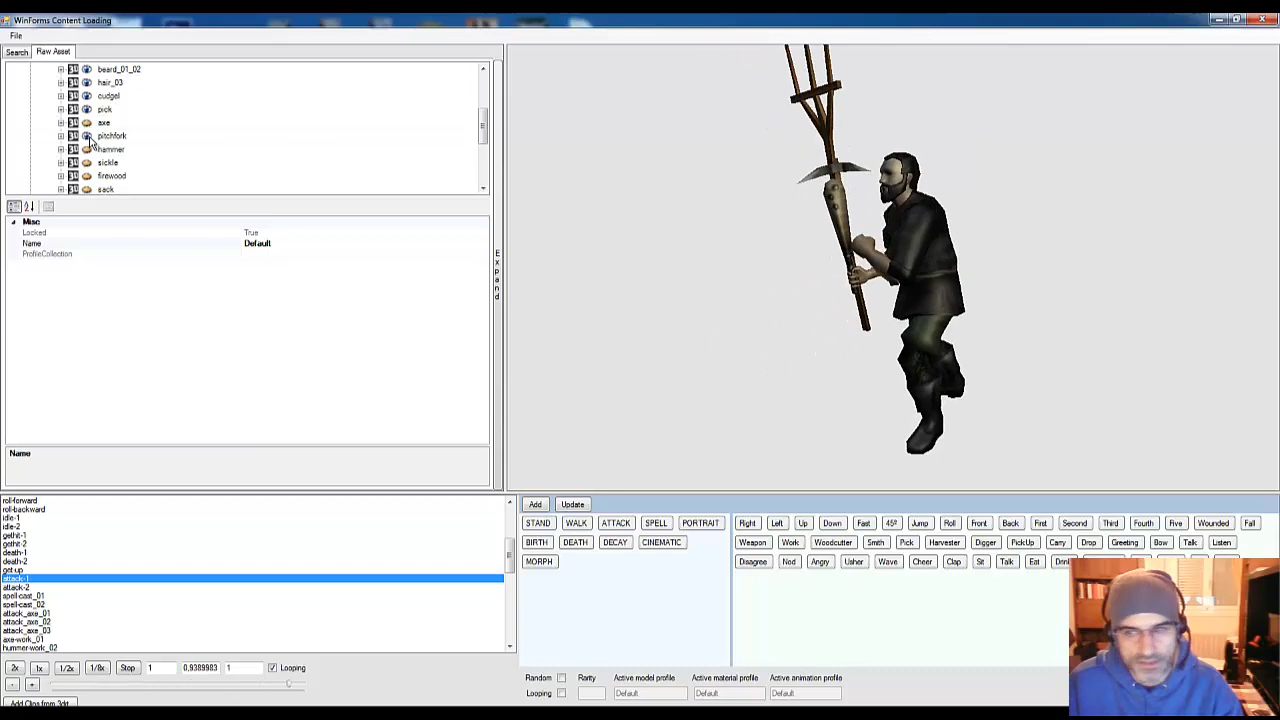 WinForms Content Loading
File
Search Raw Asset
beard_01_02
hair_03
cudgel
pick
axe
pitchfork
hammer
sickle
firewood
sack
Misc
Locked True
Name Default
ProfileCollection
Expand
Name
roll-forward
roll-backward
idle-1
idle-2
gethit-1
gethit-2
death-1
death-2
get up
attack-1
attack-2
spell-cast_01
spell-cast_02
attack_axe_01
attack_axe_02
attack_axe_03
axe-work_01
hummer-work_02
Add Update
STAND WALK ATTACK SPELL PORTRAIT
BIRTH DEATH DECAY CINEMATIC
MORPH
Right Left Up Down Fast 45º Jump Roll Front Back First Second Third Fourth Five Wounded Fall
Weapon Work Woodcutter Smith Pick Harvester Digger PickUp Carry Drop Greeting Bow Talk Listen
Disagree Nod Angry Usher Wave Cheer Clap Sit Talk Eat
2x 1x 1/2x 1/8x Stop 1 0,9389983 1 Looping
- +
Add Clips from 3drt
Random Rarity Active model profile Active material profile Active animation profile
Looping Default Default Default